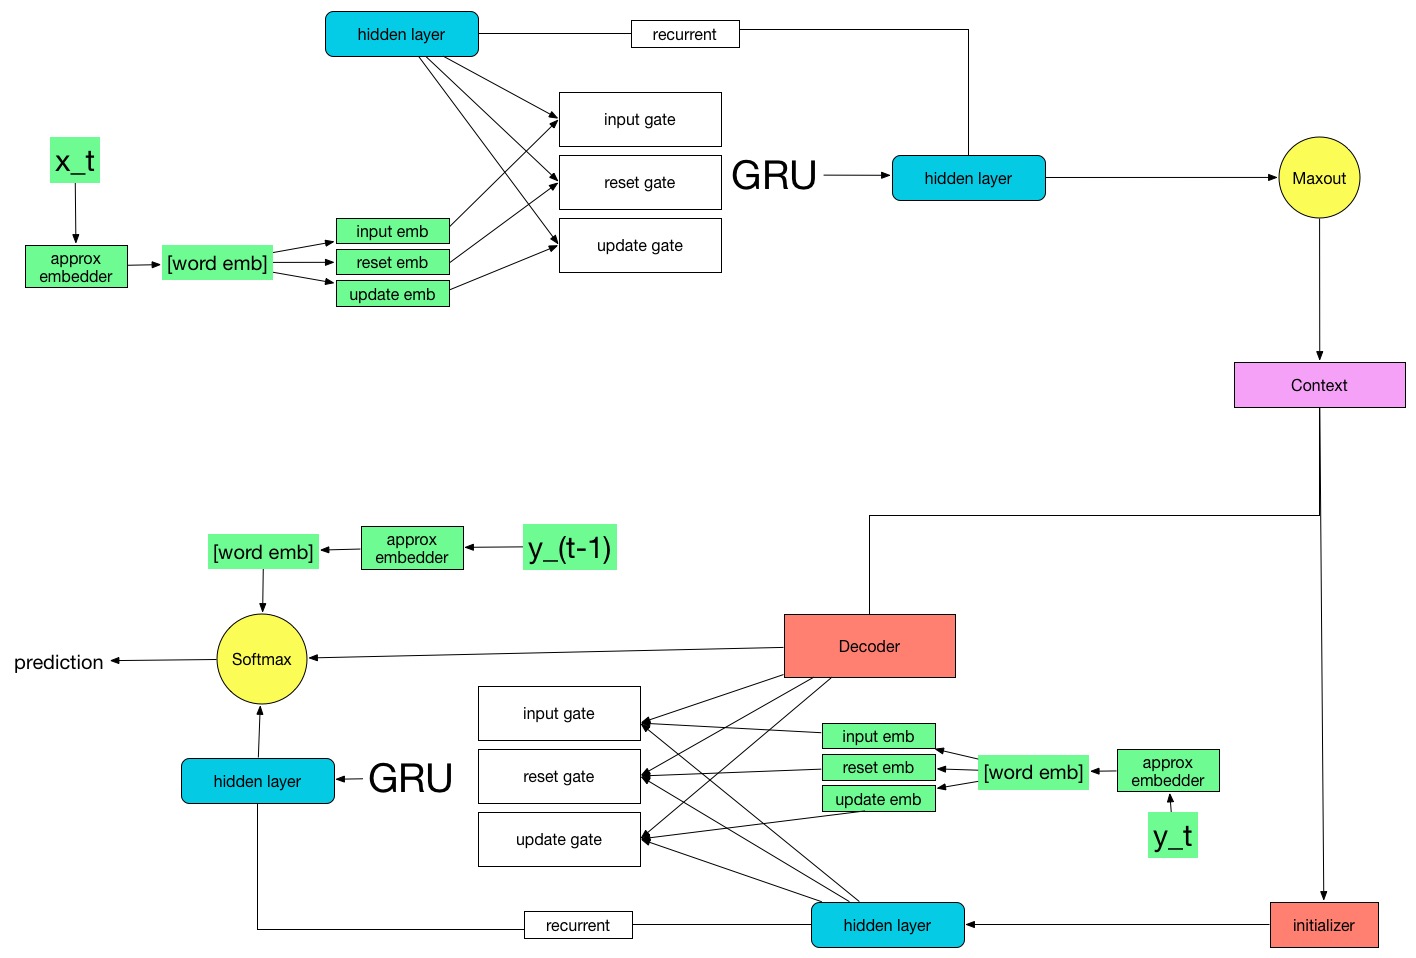 hidden layer
recurrent
input gate
x_t
reset gate
GRU
hidden layer
Maxout
input emb
update gate
approx
embedder
[word emb]
reset emb
update emb
Context
[word emb]
approx
embedder
y_(t-1)
prediction
Softmax
Decoder
input gate
input emb
reset gate
reset emb
[word emb]
approx
embedder
hidden layer
GRU
update emb
update gate
y_t
recurrent
hidden layer
initializer